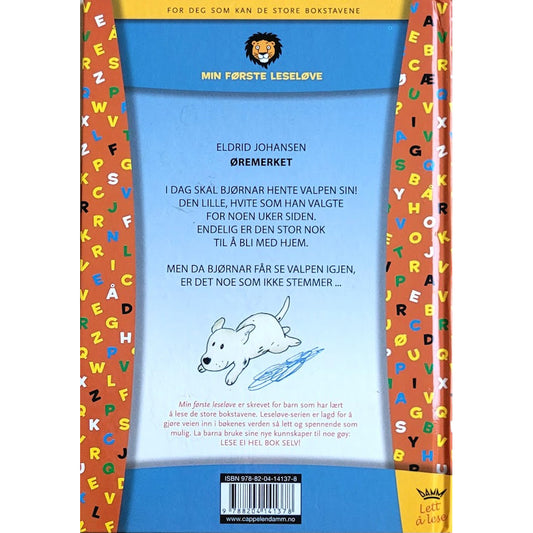 FOR DEG SOM KAN DE STORE BOKSTAVENE
MIN FØRSTE LESELØVE
ELDRID JOHANSEN
ØREMERKET
I DAG SKAL BJØRNAR HENTE VALPEN SIN!
DEN LILLE, HVITE SOM HAN VALGTE
FOR NOEN UKER SIDEN.
ENDELIG ER DEN STOR NOK
TIL Å BLI MED HJEM.
MEN DA BJØRNAR FÅR SE VALPEN IGJEN,
ER DET NOE SOM IKKE STEMMER ...
Min første leseløve er skrevet for barn som har lært
å lese de store bokstavene. Leseløve-serien er lagd for å
gjøre veien inn i bøkenes verden så lett og spennende som
mulig. La barna bruke sine nye kunnskaper til noe gøy:
LESE EI HEL BOK SELV!
ISBN 978-82-04-14137-8
9 788204 141378
www.cappelendamm.no
DAMM
Lett
å lese